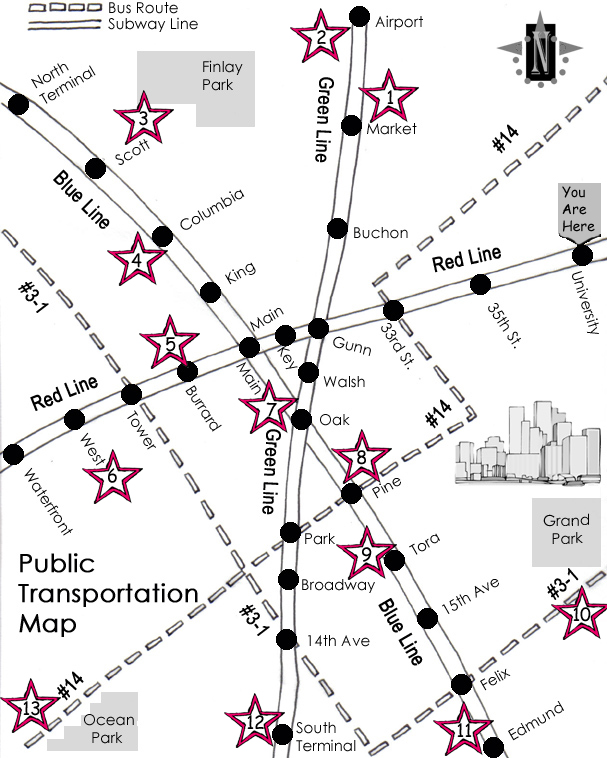 Bus Route
Subway Line
Airport
2
N
North
Terminal
Finlay
Park
Green Line
1
3
Market
#14
Scott
Blue Line
You
Are
Here
Columbia
Buchon
4
Red Line
#3-1
King
University
35th St.
33rd St.
Main
Key
Gunn
5
Main
Walsh
Red Line
Burrard
7
Oak
#14
Tower
West
Green Line
8
6
Pine
Waterfront
Park
Grand
Park
Public
Transportation
Map
9
Tora
Broadway
#3-1
15th Ave
#3-1
10
Blue Line
14th Ave
#14
Felix
13
Ocean
Park
12
South
Terminal
11
Edmund